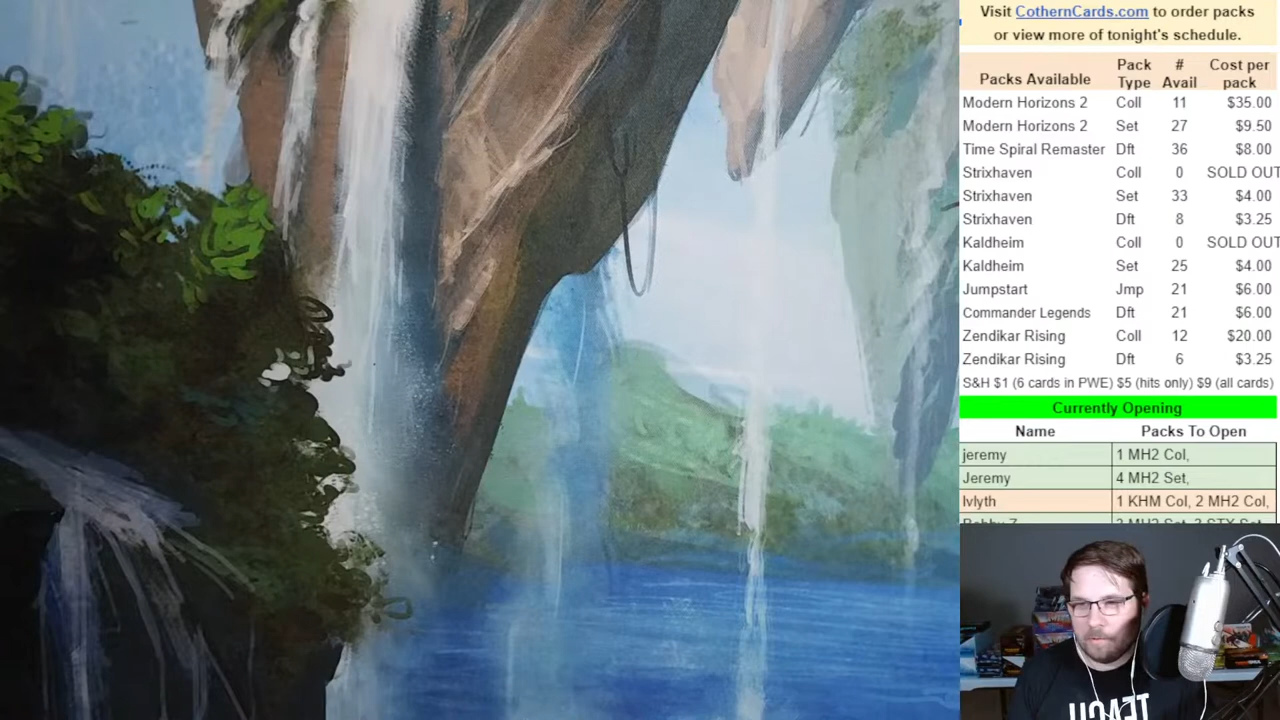 Visit CothernCards.com to order packs
or view more of tonight's schedule.
Packs Available Pack Type # Avail Cost per pack
Modern Horizons 2 Coll 11 $35.00
Modern Horizons 2 Set 27 $9.50
Time Spiral Remaster Dft 36 $8.00
Strixhaven Coll 0 SOLD OUT
Strixhaven Set 33 $4.00
Strixhaven Dft 8 $3.25
Kaldheim Coll 0 SOLD OUT
Kaldheim Set 25 $4.00
Jumpstart Jmp 21 $6.00
Commander Legends Dft 21 $6.00
Zendikar Rising Coll 12 $20.00
Zendikar Rising Dft 6 $3.25
S&H $1 (6 cards in PWE) $5 (hits only) $9 (all cards)
Currently Opening
Name Packs To Open
jeremy 1 MH2 Col,
Jeremy 4 MH2 Set,
lvlyth 1 KHM Col, 2 MH2 Col,
TEACH